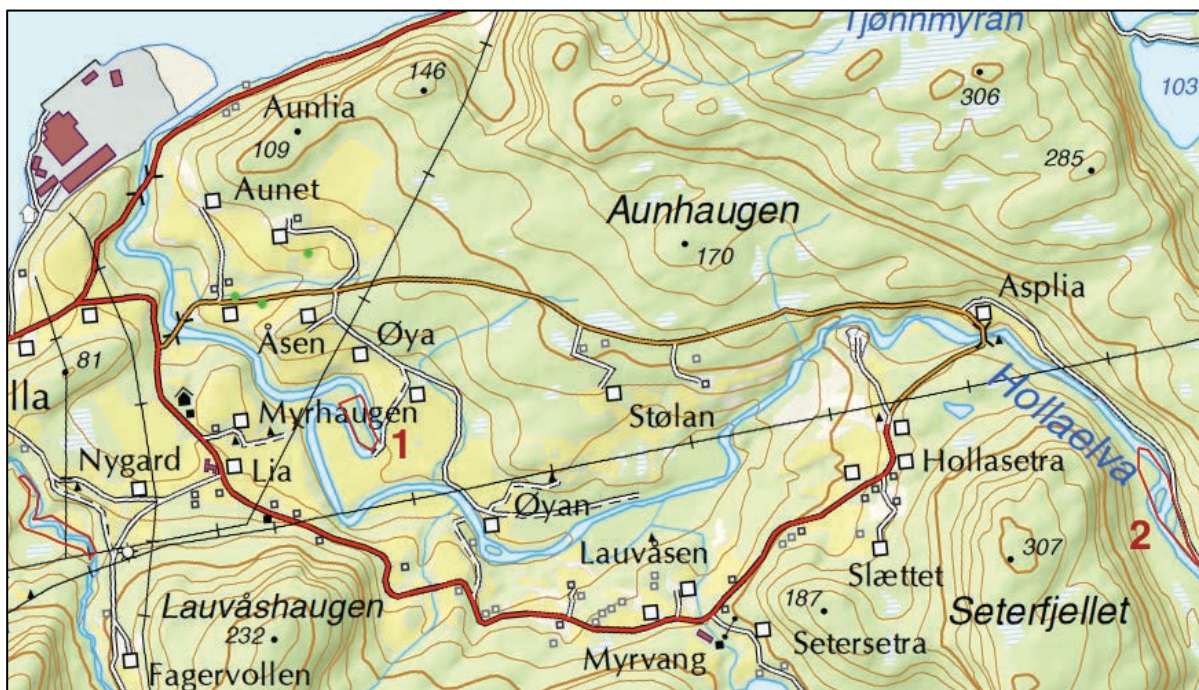 Tjønnmyran
146
306
103
Aunlia
109
285
Aunet
Aunhaugen
170
Asplia
Åsen
Øya
81
lla
Stølan
Hollaelva
Myrhaugen
1
Nygard
Lia
Hollasetra
Øyan
2
Lauvåsen
307
Slættet
Lauvåshaugen
187
Seterfjellet
232
Setersetra
Myrvang
Fagervollen